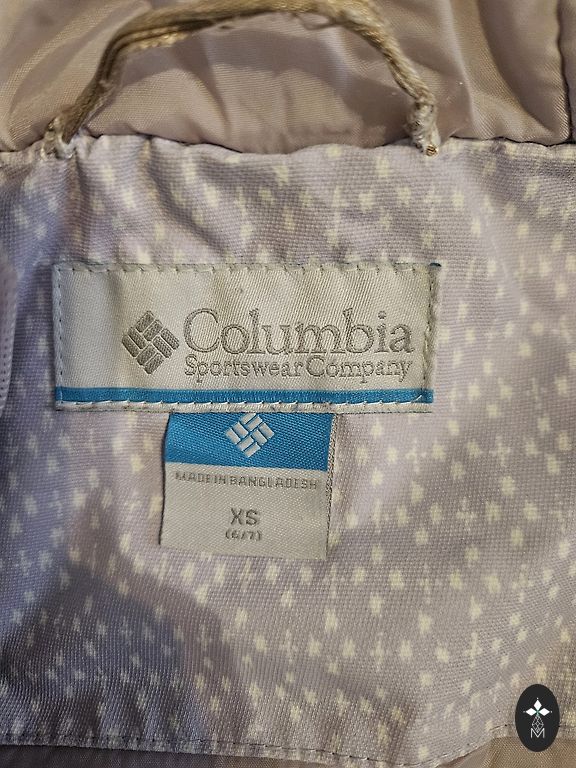 Columbia
Sportswear Company
MADE IN BANGLADESH
XS
(6/7)